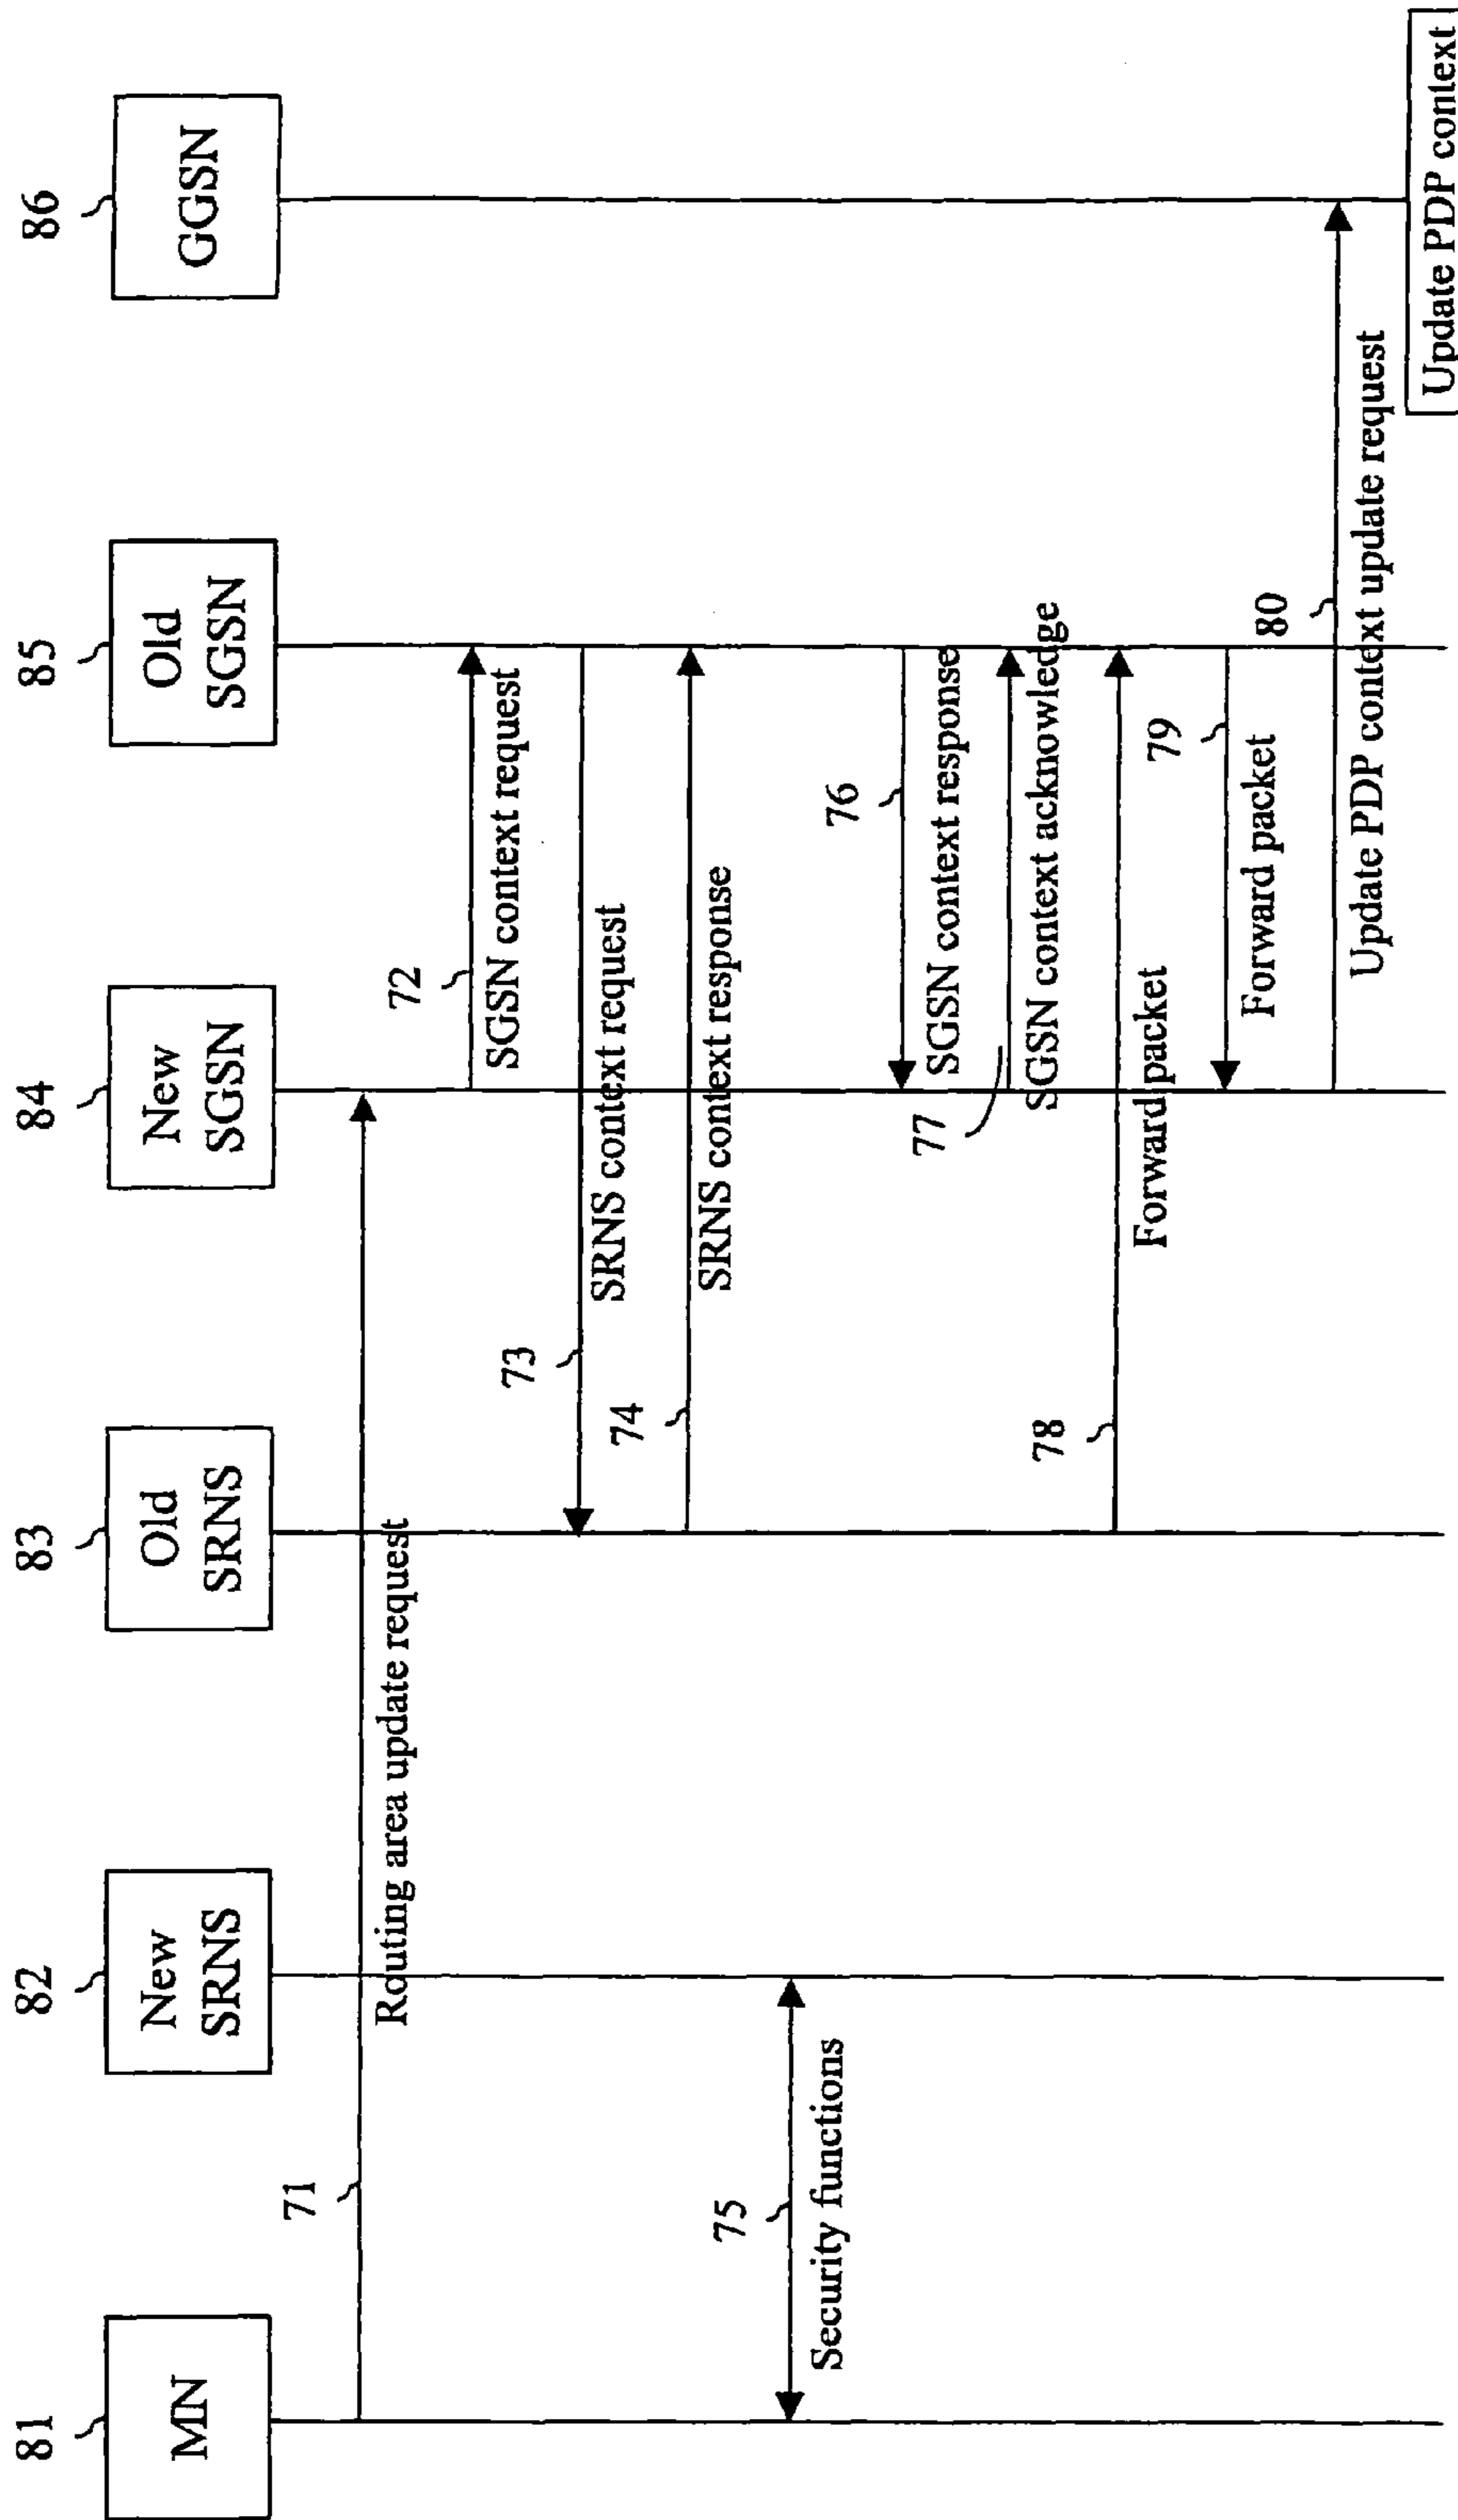 81
MN
82
New
SRNS
83
Old
SRNS
84
New
SGSN
85
Old
SGSN
86
GGSN
71
Routing area update request
72
SGSN context request
73
SRNS context request
74
SRNS context response
75
Security functions
76
SGSN context response
77
SGSN context acknowledge
78
Forward packet
79
Forward packet
80
Update PDP context update request
Update PDP context